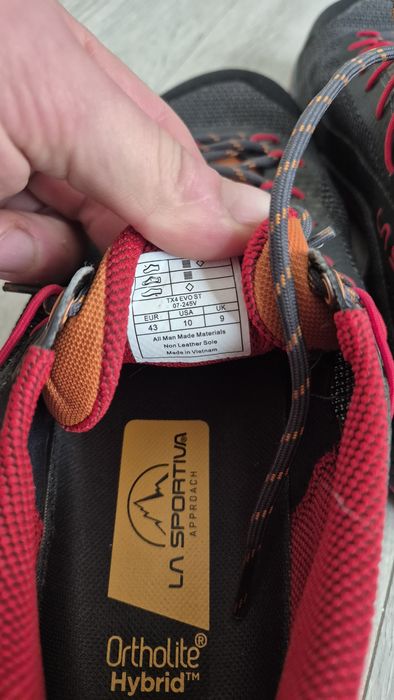 TX4 EVO ST
07-245V
EUR USA UK
43 10 9
All Man Made Materials
Non Leather Sole
Made in Vietnam
LA SPORTIVA
APPROACH
Ortholite®
Hybrid™